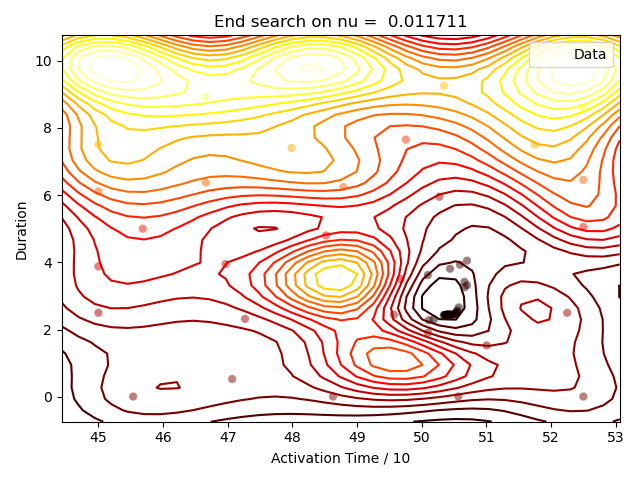 End search on nu =  0.011711
Data
10
8
6
4
2
0
Duration
45 46 47 48 49 50 51 52 53
Activation Time / 10